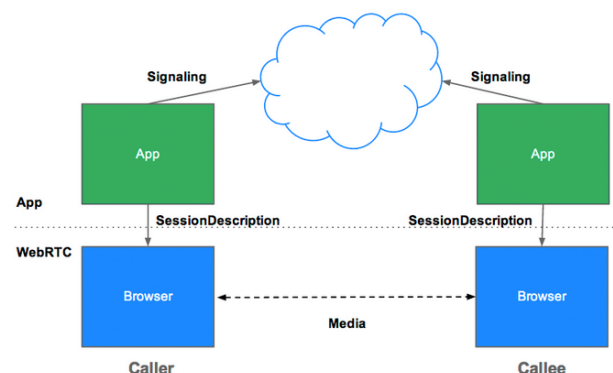 Signaling
Signaling
App
App
App
SessionDescription
SessionDescription
WebRTC
Browser
Browser
Media
Caller
Callee